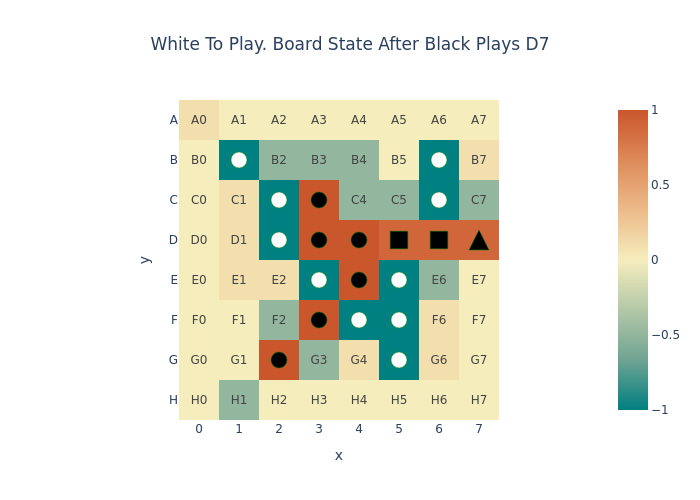 White To Play. Board State After Black Plays D7
A A0 A1 A2 A3 A4 A5 A6 A7
B B0 B2 B3 B4 B5 B7
C C0 C1 C4 C5 C7
D D0 D1
E E0 E1 E2 E6 E7
F F0 F1 F2 F6 F7
G G0 G1 G3 G4 G6 G7
H H0 H1 H2 H3 H4 H5 H6 H7
0 1 2 3 4 5 6 7
x
y
1
0.5
0
−0.5
−1